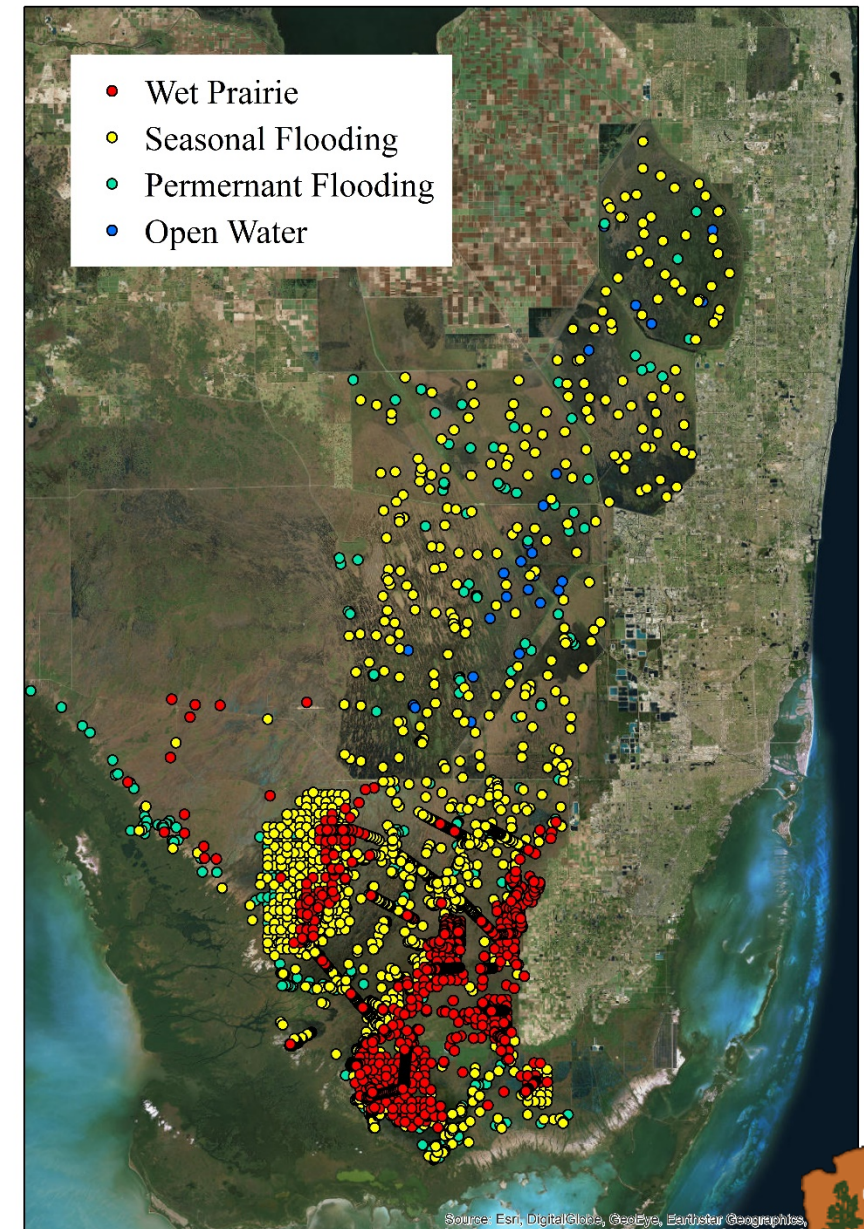 Wet Prairie
Seasonal Flooding
Permernant Flooding
Open Water
Source: Esri, DigitalGlobe, GeoEye, Earthstar Geographics,